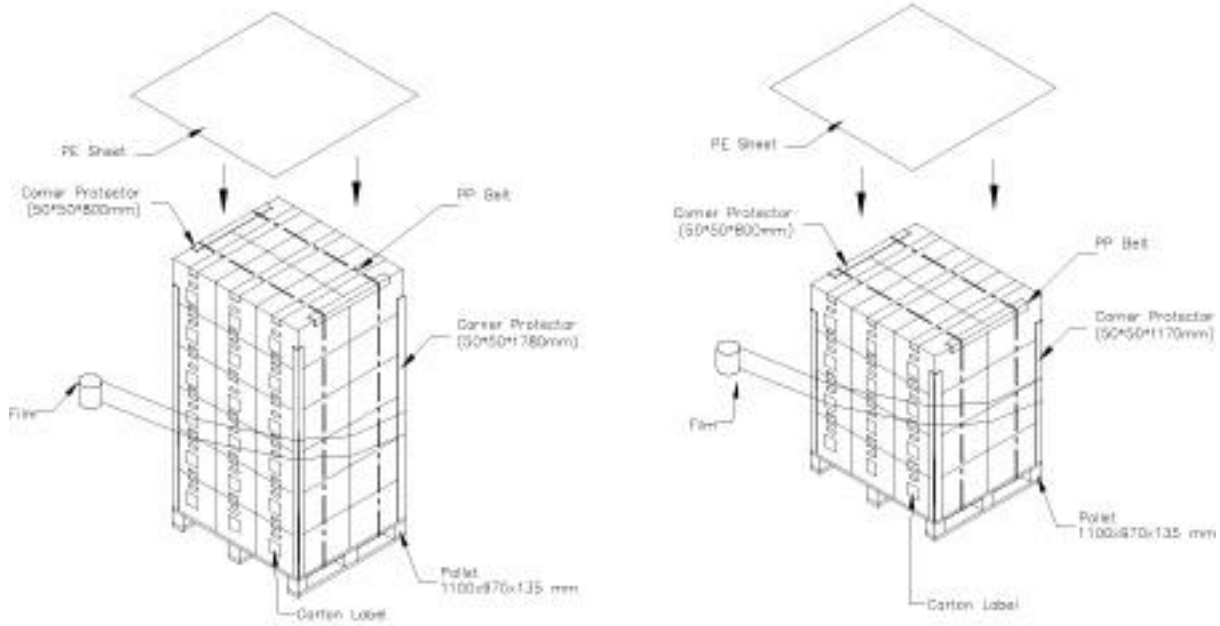 PE Sheet
Corner Protector
(50*50*800mm)
PP Belt
Corner Protector
(50*50*1780mm)
Film
Pallet
1100x970x135 mm
Carton Label
PE Sheet
Corner Protector
(50*50*800mm)
PP Belt
Corner Protector
(50*50*1170mm)
Film
Pallet
1100x970x135 mm
Carton Label